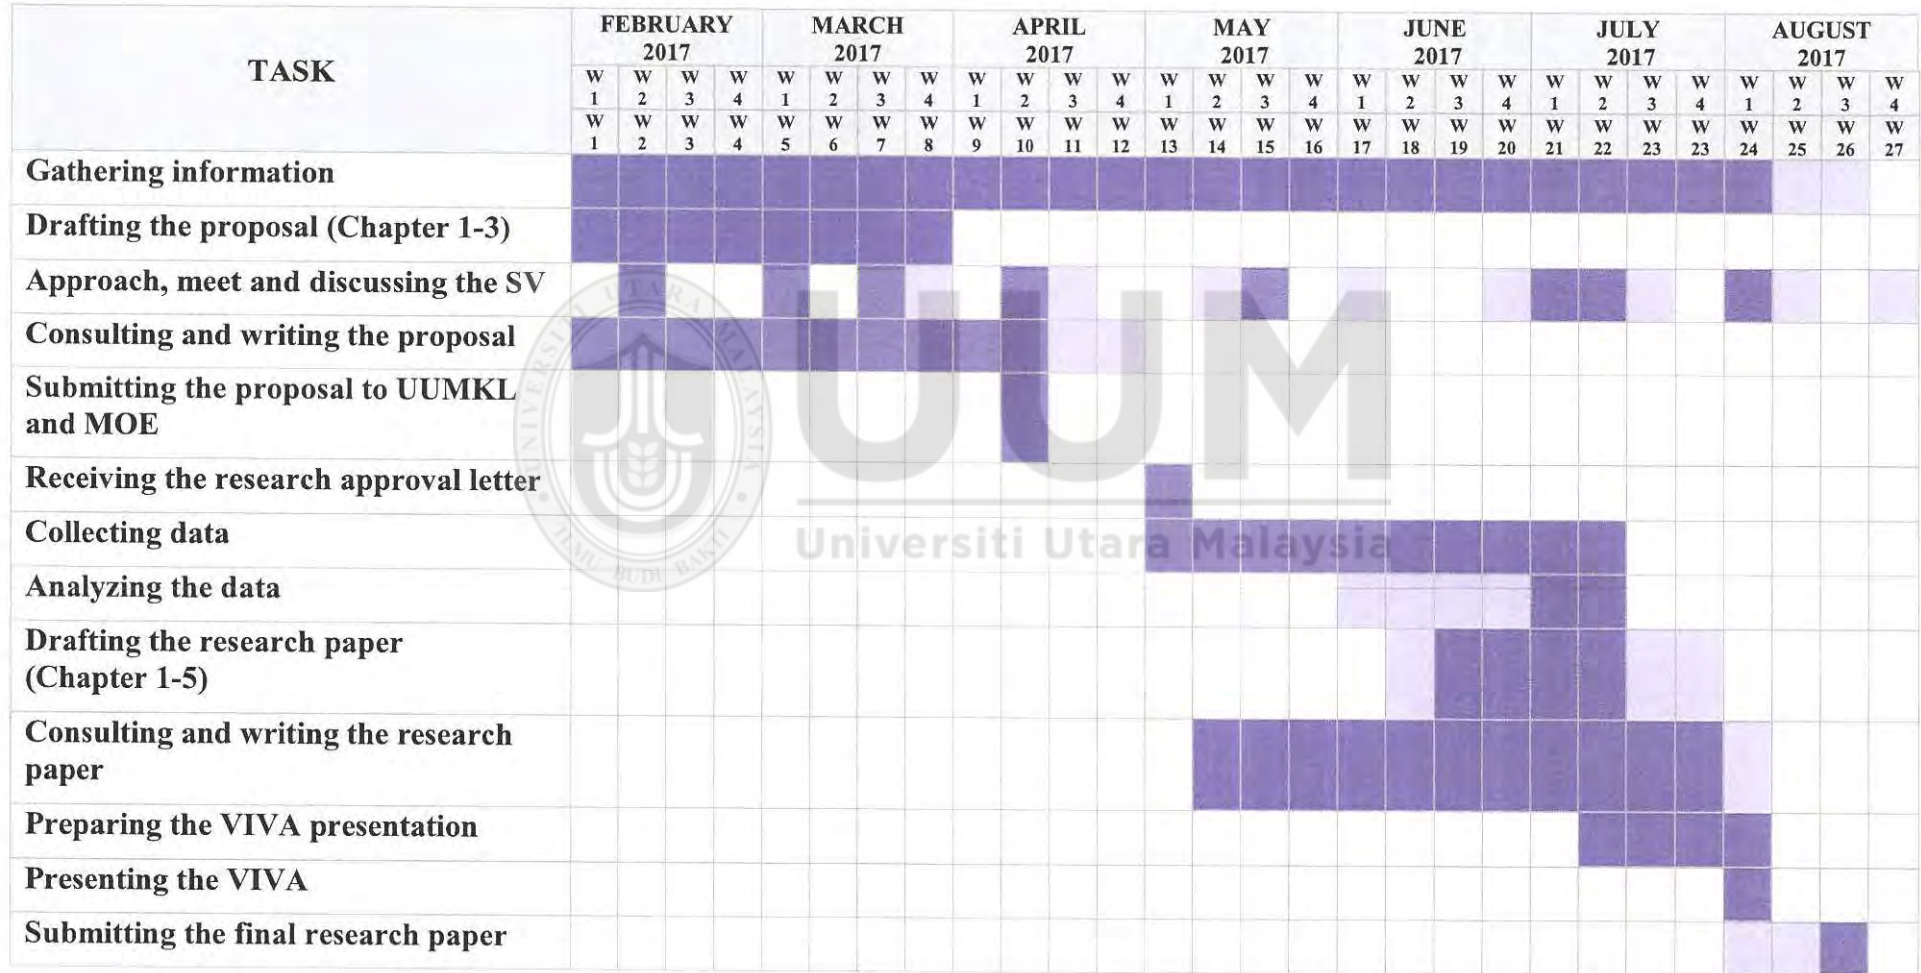 TASK
FEBRUARY 2017
MARCH 2017
APRIL 2017
MAY 2017
JUNE 2017
JULY 2017
AUGUST 2017
W 1 W 2 W 3 W 4 W 1 W 2 W 3 W 4 W 1 W 2 W 3 W 4 W 1 W 2 W 3 W 4 W 1 W 2 W 3 W 4 W 1 W 2 W 3 W 4 W 1 W 2 W 3 W 4
W 1 W 2 W 3 W 4 W 5 W 6 W 7 W 8 W 9 W 10 W 11 W 12 W 13 W 14 W 15 W 16 W 17 W 18 W 19 W 20 W 21 W 22 W 23 W 23 W 24 W 25 W 26 W 27
Gathering information
Drafting the proposal (Chapter 1-3)
Approach, meet and discussing the SV
Consulting and writing the proposal
Submitting the proposal to UUMKL
and MOE
Receiving the research approval letter
Collecting data
Analyzing the data
Drafting the research paper
(Chapter 1-5)
Consulting and writing the research
paper
Preparing the VIVA presentation
Presenting the VIVA
Submitting the final research paper
UNIVERSITI UTARA MALAYSIA
ILMU BUDI BAKTI
UUM
Universiti Utara Malaysia